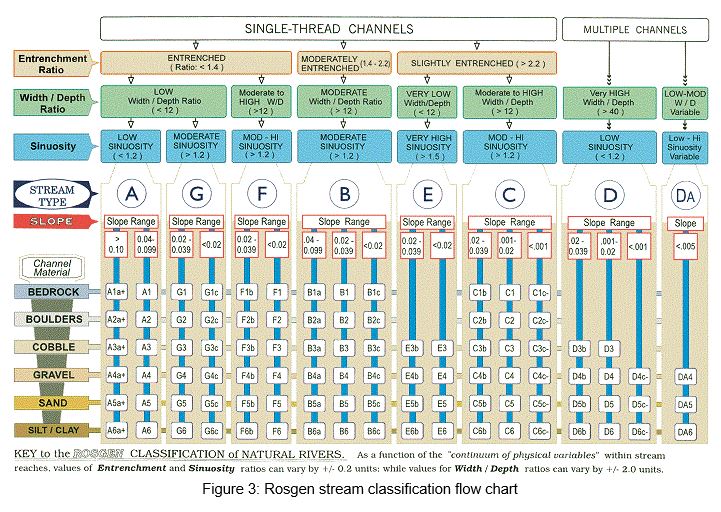 SINGLE-THREAD CHANNELS
MULTIPLE CHANNELS
Entrenchment Ratio
ENTRENCHED (Ratio: < 1.4)
MODERATELY ENTRENCHED (1.4 - 2.2)
SLIGHTLY ENTRENCHED ( > 2.2)
Width / Depth Ratio
LOW Width / Depth Ratio ( < 12)
Moderate to HIGH W/D (>12)
MODERATE Width / Depth Ratio ( > 12)
VERY LOW Width/Depth ( < 12)
Moderate to HIGH Width / Depth ( > 12)
Very HIGH Width / Depth ( > 40)
LOW-MOD W / D Variable
Sinuosity
LOW SINUOSITY ( < 1.2)
MODERATE SINUOSITY ( > 1.2)
MOD - HI SINUOSITY ( > 1.2)
MODERATE SINUOSITY ( > 1.2)
VERY HIGH SINUOSITY ( > 1.5)
MOD - HI SINUOSITY ( > 1.2)
LOW SINUOSITY ( < 1.2)
Low - Hi Sinuosity Variable
STREAM TYPE
A G F B E C D DA
SLOPE
Slope Range Slope Range Slope Range Slope Range Slope Range Slope Range Slope Range Slope
> 0.10 0.04-0.099 0.02-0.039 <0.02 0.02-0.039 <0.02 .04-0.099 0.02-0.039 <0.02 0.02-0.039 <0.02 .02-0.039 .001-0.02 <.001 .02-0.039 .001-0.02 <.001 <.005
Channel Material
BEDROCK A1a+ A1 G1 G1c F1b F1 B1a B1 B1c C1b C1 C1c-
BOULDERS A2a+ A2 G2 G2c F2b F2 B2a B2 B2c C2b C2 C2c-
COBBLE A3a+ A3 G3 G3c F3b F3 B3a B3 B3c E3b E3 C3b C3 C3c- D3b D3
GRAVEL A4a+ A4 G4 G4c F4b F4 B4a B4 B4c E4b E4 C4b C4 C4c- D4b D4 D4c- DA4
SAND A5a+ A5 G5 G5c F5b F5 B5a B5 B5c E5b E5 C5b C5 C5c- D5b D5 D5c- DA5
SILT / CLAY A6a+ A6 G6 G6c F6b F6 B6a B6 B6c E6b E6 C6b C6 C6c- D6b D6 D6c- DA6
KEY to the ROSGEN CLASSIFICATION of NATURAL RIVERS. As a function of the "continuum of physical variables" within stream
reaches, values of Entrenchment and Sinuosity ratios can vary by +/- 0.2 units; while values for Width / Depth ratios can vary by +/- 2.0 units.
Figure 3: Rosgen stream classification flow chart